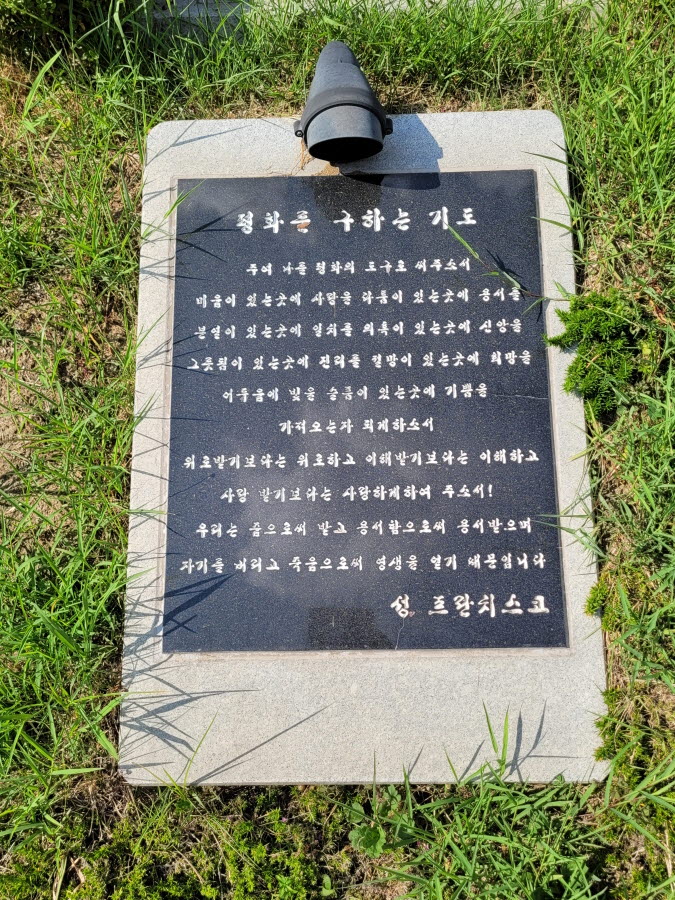 평화를 구하는 기도
주여 나를 평화의 도구로 써주소서
미움이 있는곳에 사랑을 다툼이 있는곳에 용서를
분열이 있는곳에 일치를 의혹이 있는곳에 신앙을
그릇됨이 있는곳에 진리를 절망이 있는곳에 희망을
어두움에 빛을 슬픔이 있는곳에 기쁨을
가져오는자 되게하소서
위로받기보다는 위로하고 이해받기보다는 이해하고
사랑 받기보다는 사랑하게하여 주소서!
우리는 줌으로써 받고 용서함으로써 용서받으며
자기를 버리고 죽음으로써 영생을 얻기 때문입니다
성 프란치스코